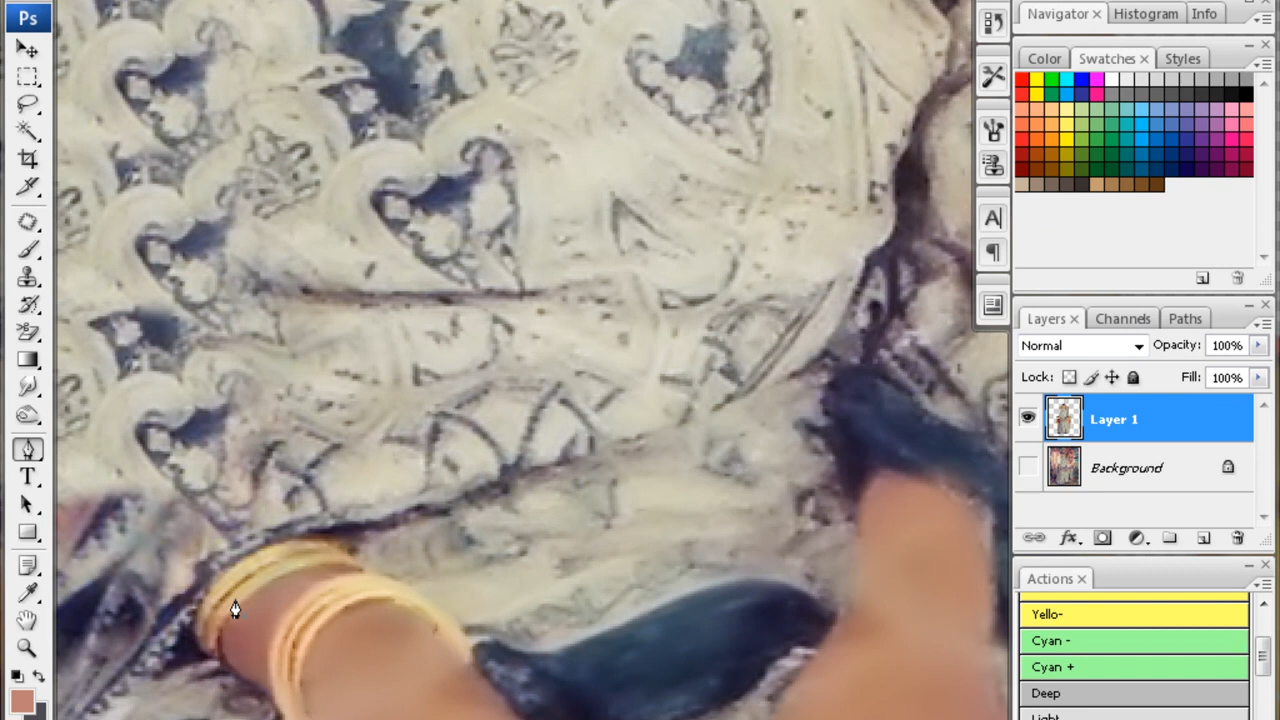 Ps
Navigator × Histogram Info
Color Swatches × Styles
A
Layers × Channels Paths
Normal Opacity: 100%
Lock: Fill: 100%
Layer 1
Background
fx
Actions ×
Yello-
Cyan -
Cyan +
Deep
Light
T